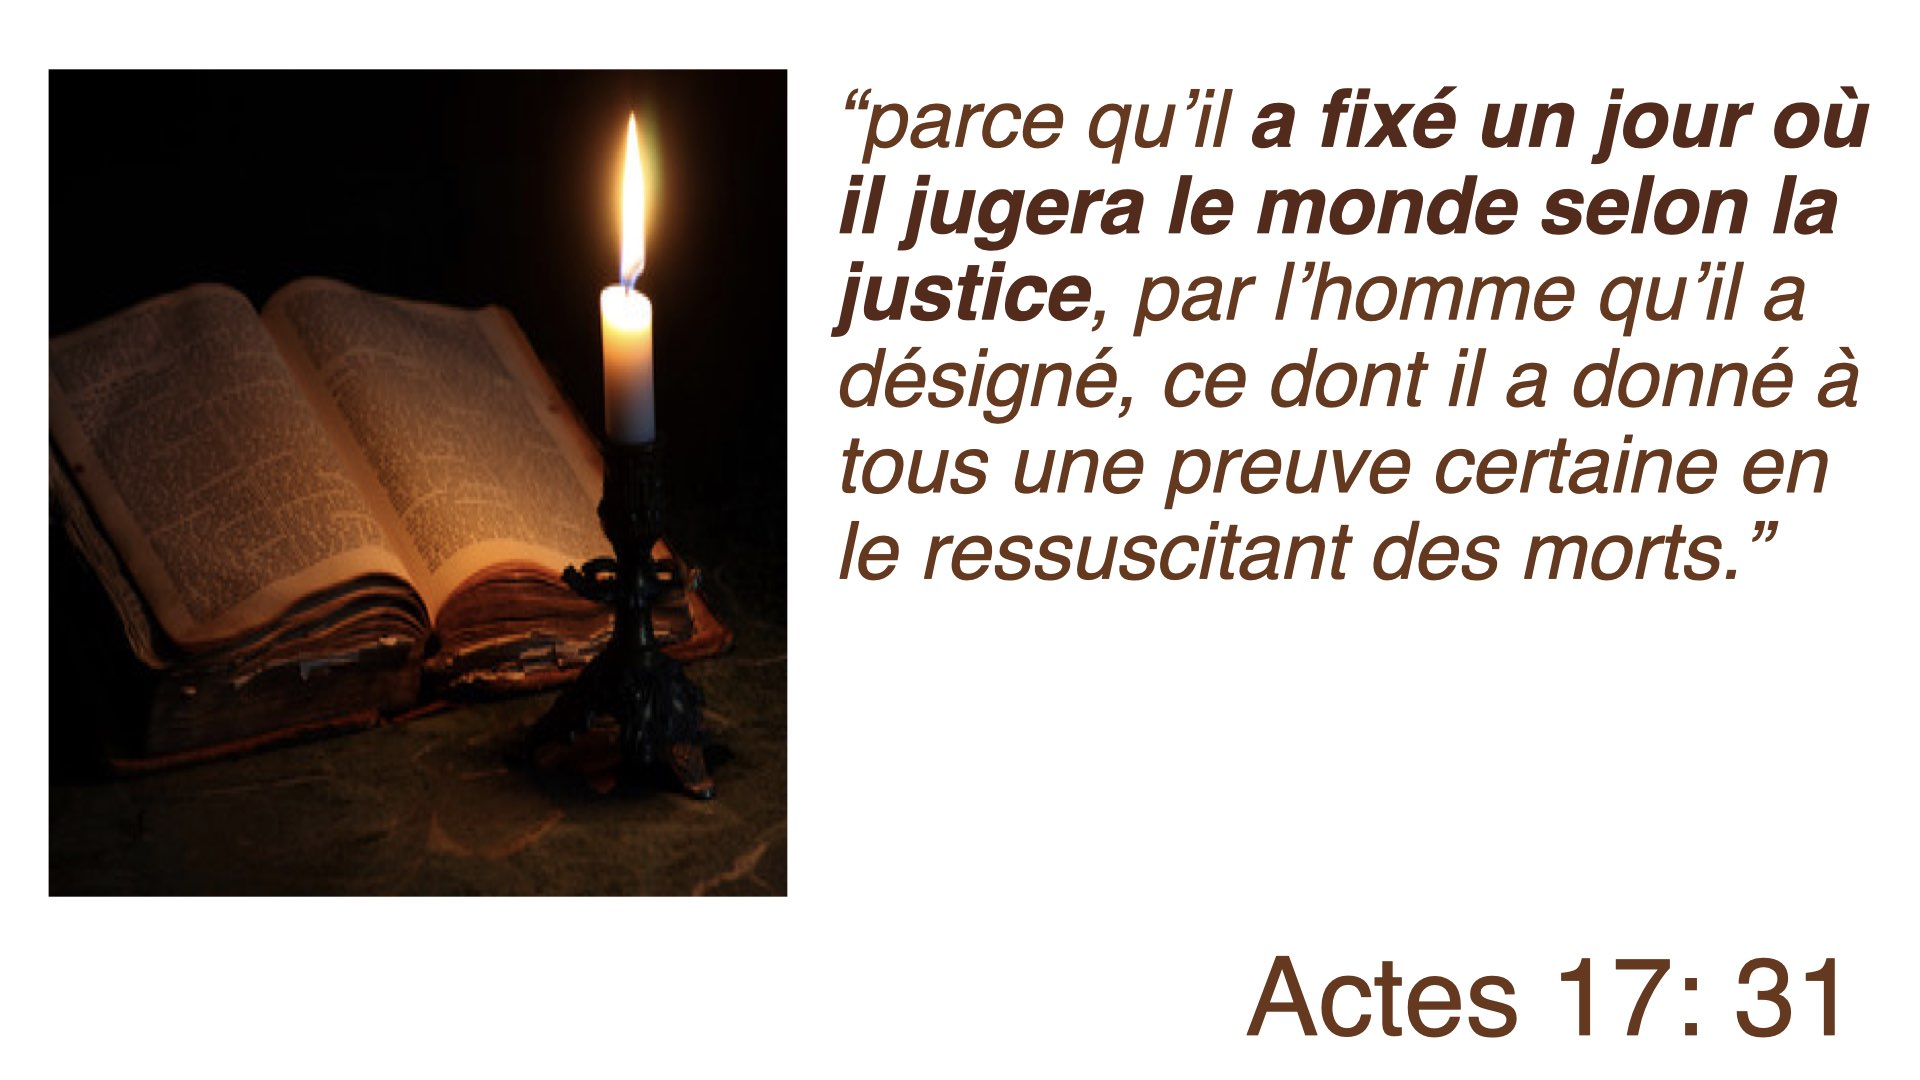 “parce qu’il a fixé un jour où
il jugera le monde selon la
justice, par l’homme qu’il a
désigné, ce dont il a donné à
tous une preuve certaine en
le ressuscitant des morts.”
Actes 17: 31